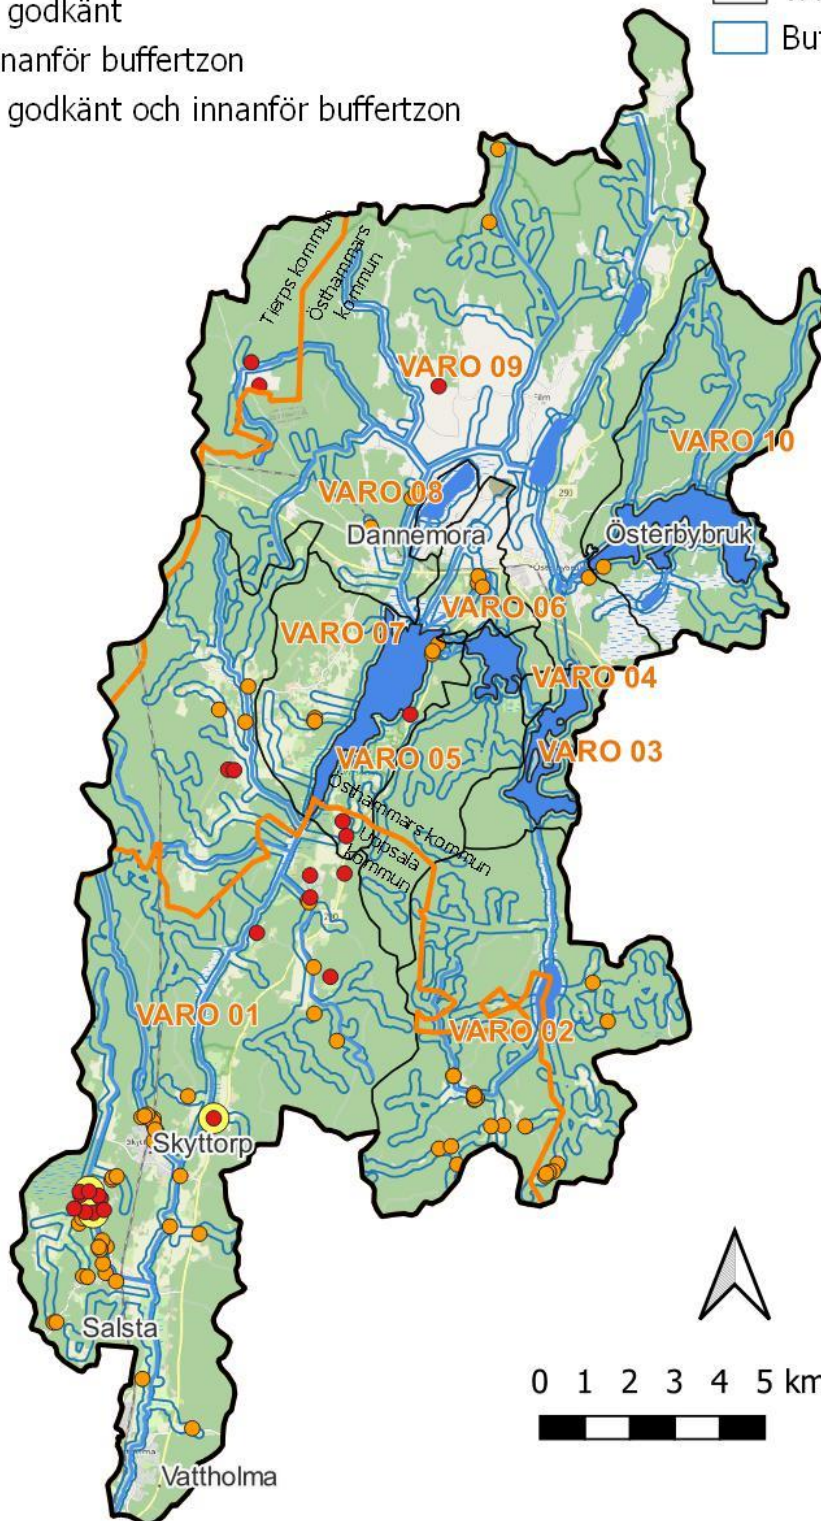 godkänt
nanför buffertzon
godkänt och innanför buffertzon
Tierps kommun
Östhammars
kommun
VARO 09
VARO 10
VARO 08
293
Dannemora
Österbybruk
VARO 06
VARO 07
VARO 04
VARO 03
VARO 05
Östhammars kommun
Uppsala
kommun
VARO 01
VARO 02
Skyttorp
Salsta
0 1 2 3 4 5 km
Vattholma